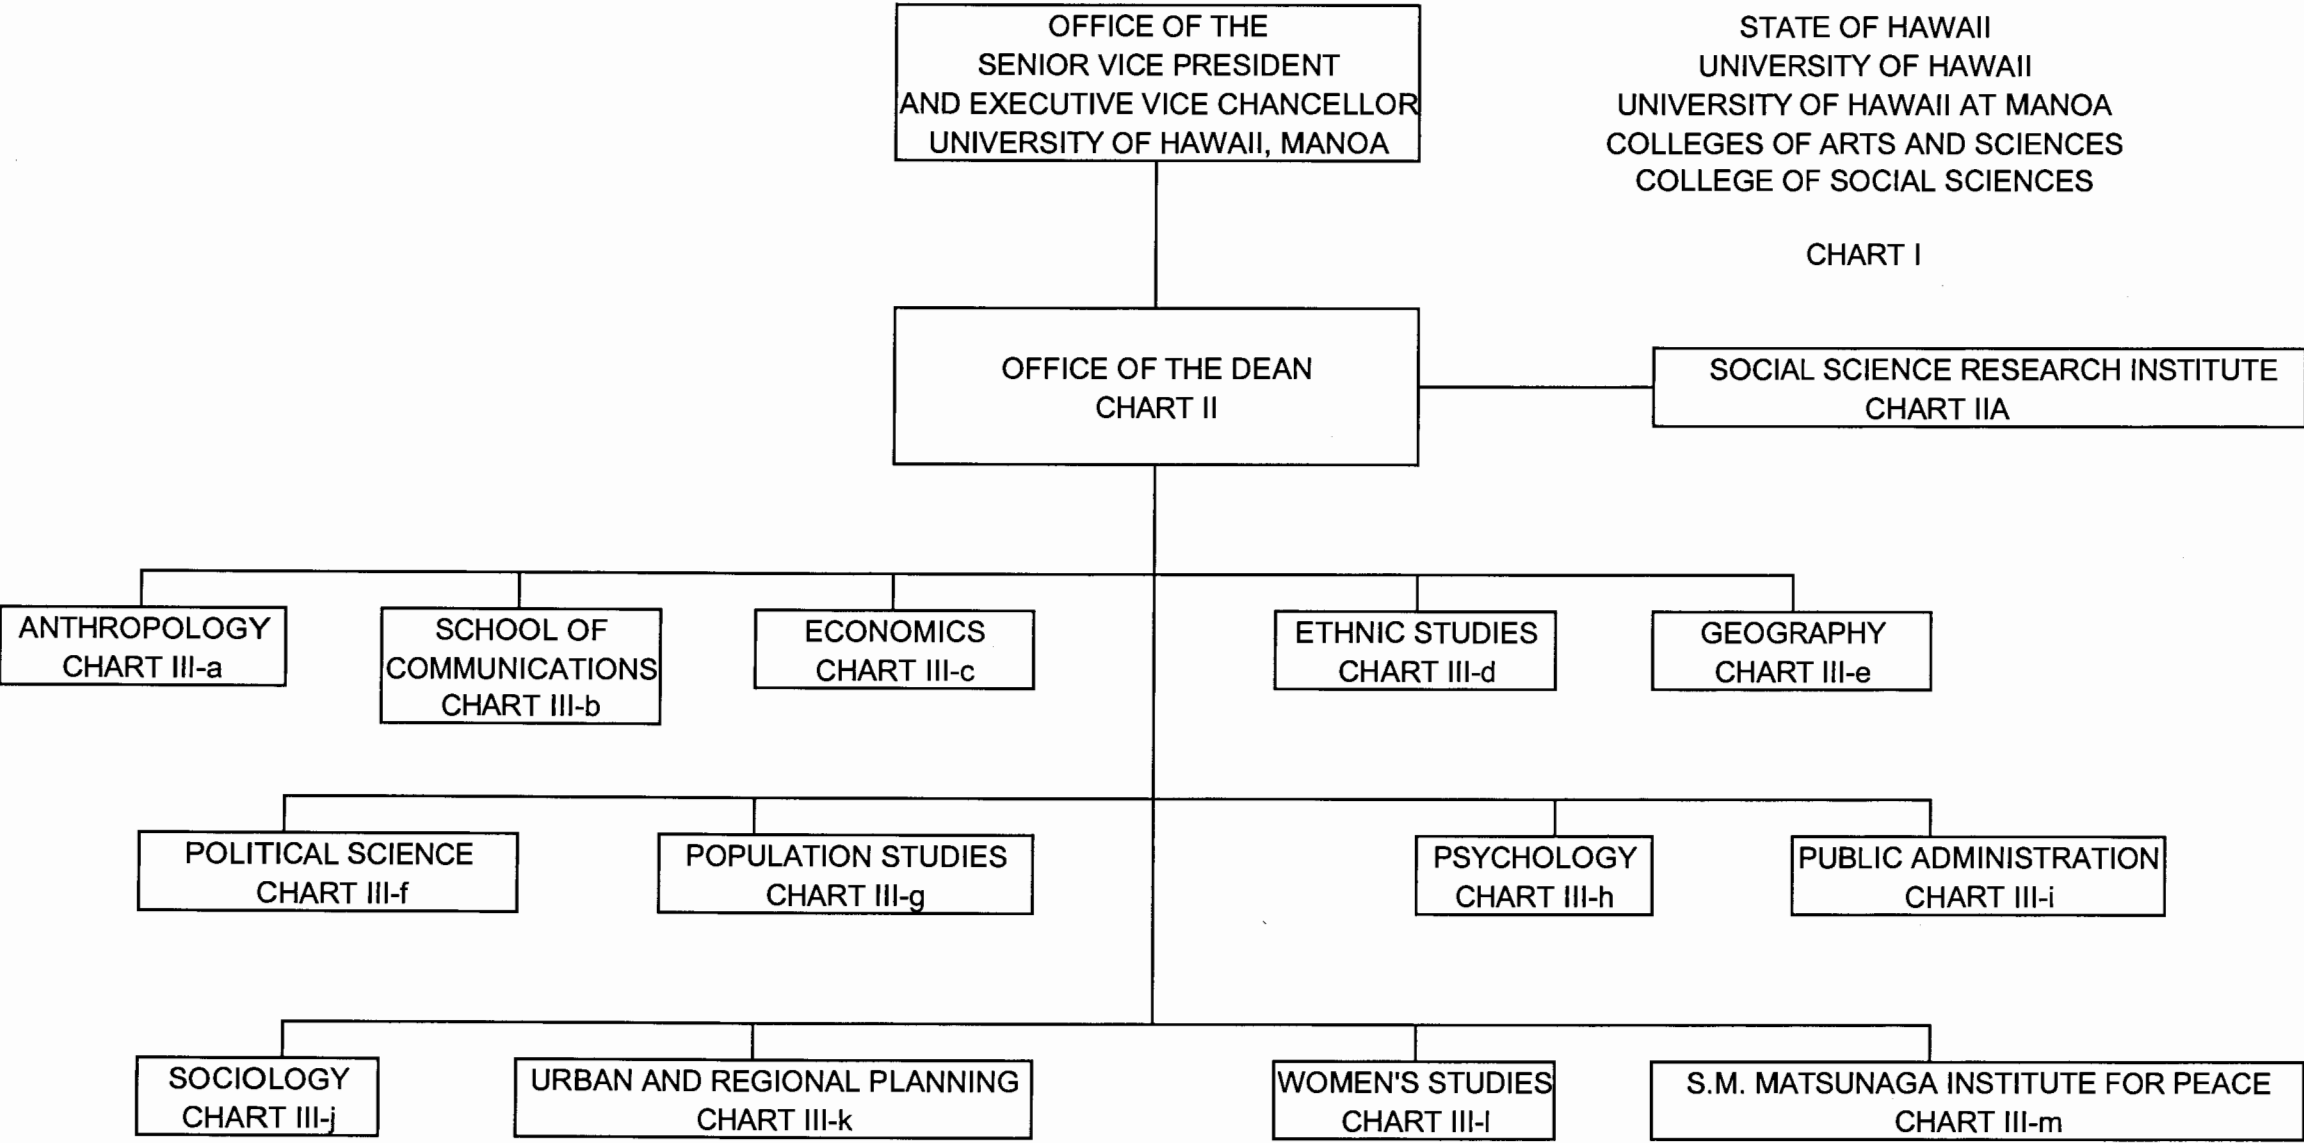 OFFICE OF THE
SENIOR VICE PRESIDENT
AND EXECUTIVE VICE CHANCELLOR
UNIVERSITY OF HAWAII, MANOA
STATE OF HAWAII
UNIVERSITY OF HAWAII
UNIVERSITY OF HAWAII AT MANOA
COLLEGES OF ARTS AND SCIENCES
COLLEGE OF SOCIAL SCIENCES
CHART I
OFFICE OF THE DEAN
CHART II
SOCIAL SCIENCE RESEARCH INSTITUTE
CHART IIA
ANTHROPOLOGY
CHART III-a
SCHOOL OF
COMMUNICATIONS
CHART III-b
ECONOMICS
CHART III-c
ETHNIC STUDIES
CHART III-d
GEOGRAPHY
CHART III-e
POLITICAL SCIENCE
CHART III-f
POPULATION STUDIES
CHART III-g
PSYCHOLOGY
CHART III-h
PUBLIC ADMINISTRATION
CHART III-i
SOCIOLOGY
CHART III-j
URBAN AND REGIONAL PLANNING
CHART III-k
WOMEN'S STUDIES
CHART III-l
S.M. MATSUNAGA INSTITUTE FOR PEACE
CHART III-m